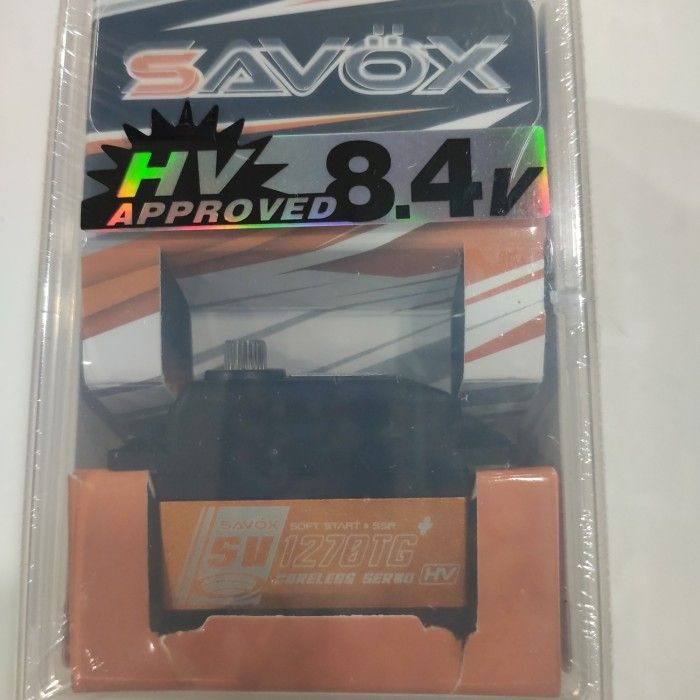 SAVÖX
HV 8.4V
APPROVED
SAVÖX SOFT START & SSR
SV 1270TG
CORELESS SERVO HV